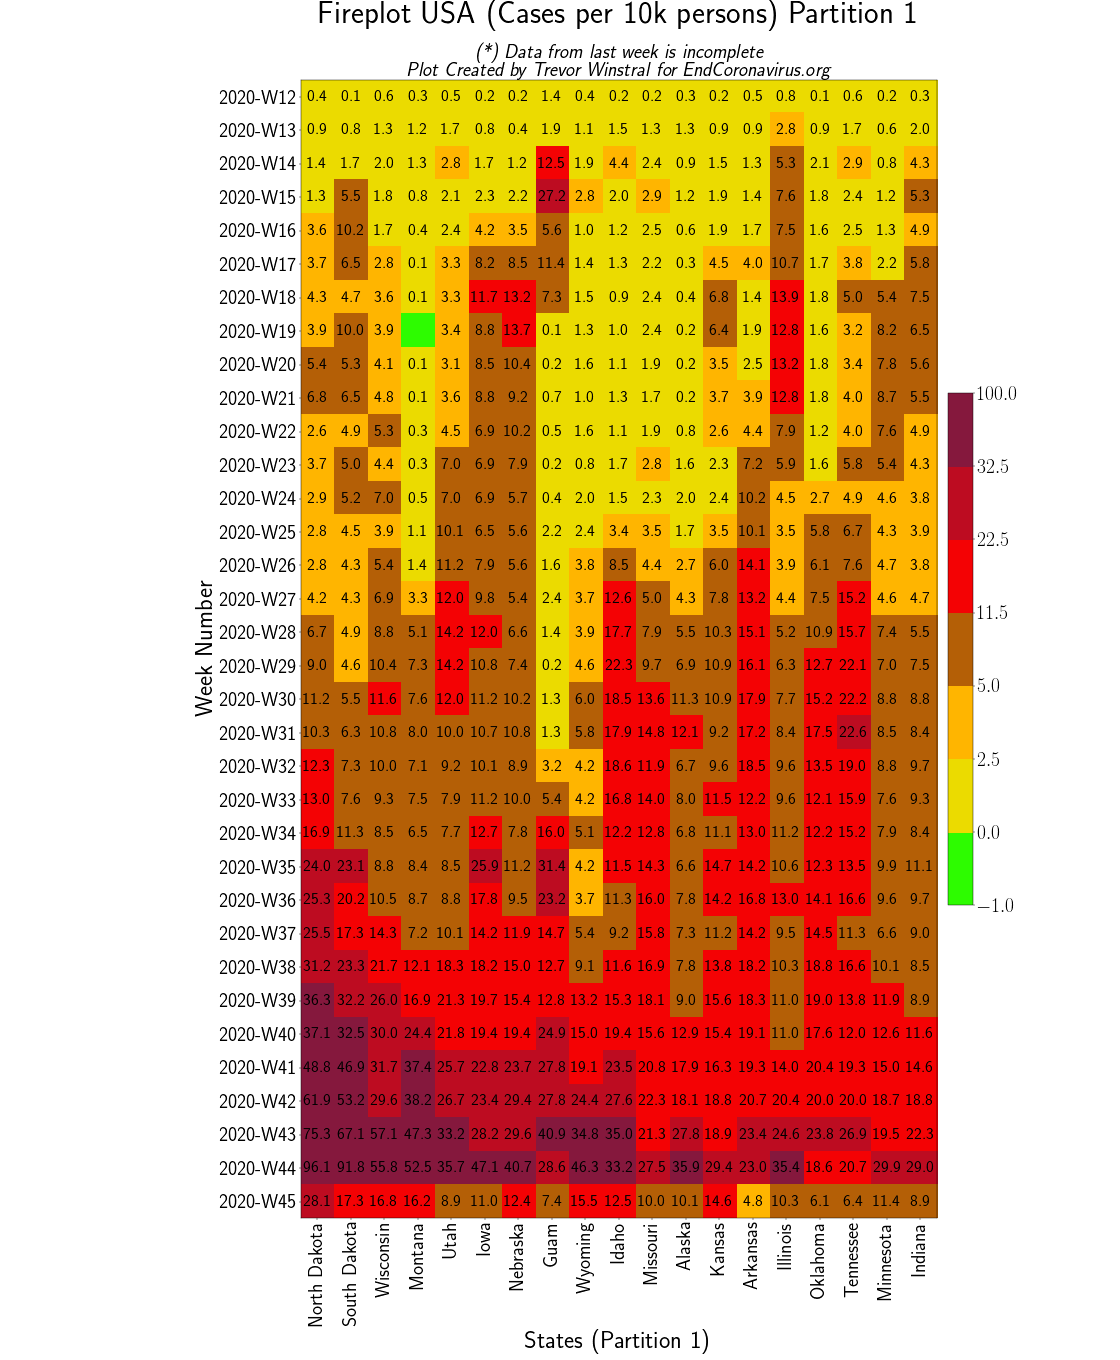 Fireplot USA (Cases per 10k persons) Partition 1
(*) Data from last week is incomplete
Plot Created by Trevor Winstral for EndCoronavirus.org
2020-W12 0.4 0.1 0.6 0.3 0.5 0.2 0.2 1.4 0.4 0.2 0.2 0.3 0.2 0.5 0.8 0.1 0.6 0.2 0.3
2020-W13 0.9 0.8 1.3 1.2 1.7 0.8 0.4 1.9 1.1 1.5 1.3 1.3 0.9 0.9 2.8 0.9 1.7 0.6 2.0
2020-W14 1.4 1.7 2.0 1.3 2.8 1.7 1.2 12.5 1.9 4.4 2.4 0.9 1.5 1.3 5.3 2.1 2.9 0.8 4.3
2020-W15 1.3 5.5 1.8 0.8 2.1 2.3 2.2 27.2 2.8 2.0 2.9 1.2 1.9 1.4 7.6 1.8 2.4 1.2 5.3
2020-W16 3.6 10.2 1.7 0.4 2.4 4.2 3.5 5.6 1.0 1.2 2.5 0.6 1.9 1.7 7.5 1.6 2.5 1.3 4.9
2020-W17 3.7 6.5 2.8 0.1 3.3 8.2 8.5 11.4 1.4 1.3 2.2 0.3 4.5 4.0 10.7 1.7 3.8 2.2 5.8
2020-W18 4.3 4.7 3.6 0.1 3.3 11.7 13.2 7.3 1.5 0.9 2.4 0.4 6.8 1.4 13.9 1.8 5.0 5.4 7.5
2020-W19 3.9 10.0 3.9 3.4 8.8 13.7 0.1 1.3 1.0 2.4 0.2 6.4 1.9 12.8 1.6 3.2 8.2 6.5
2020-W20 5.4 5.3 4.1 0.1 3.1 8.5 10.4 0.2 1.6 1.1 1.9 0.2 3.5 2.5 13.2 1.8 3.4 7.8 5.6
2020-W21 6.8 6.5 4.8 0.1 3.6 8.8 9.2 0.7 1.0 1.3 1.7 0.2 3.7 3.9 12.8 1.8 4.0 8.7 5.5
2020-W22 2.6 4.9 5.3 0.3 4.5 6.9 10.2 0.5 1.6 1.1 1.9 0.8 2.6 4.4 7.9 1.2 4.0 7.6 4.9
2020-W23 3.7 5.0 4.4 0.3 7.0 6.9 7.9 0.2 0.8 1.7 2.8 1.6 2.3 7.2 5.9 1.6 5.8 5.4 4.3
2020-W24 2.9 5.2 7.0 0.5 7.0 6.9 5.7 0.4 2.0 1.5 2.3 2.0 2.4 10.2 4.5 2.7 4.9 4.6 3.8
2020-W25 2.8 4.5 3.9 1.1 10.1 6.5 5.6 2.2 2.4 3.4 3.5 1.7 3.5 10.1 3.5 5.8 6.7 4.3 3.9
2020-W26 2.8 4.3 5.4 1.4 11.2 7.9 5.6 1.6 3.8 8.5 4.4 2.7 6.0 14.1 3.9 6.1 7.6 4.7 3.8
2020-W27 4.2 4.3 6.9 3.3 12.0 9.8 5.4 2.4 3.7 12.6 5.0 4.3 7.8 13.2 4.4 7.5 15.2 4.6 4.7
2020-W28 6.7 4.9 8.8 5.1 14.2 12.0 6.6 1.4 3.9 17.7 7.9 5.5 10.3 15.1 5.2 10.9 15.7 7.4 5.5
2020-W29 9.0 4.6 10.4 7.3 14.2 10.8 7.4 0.2 4.6 22.3 9.7 6.9 10.9 16.1 6.3 12.7 22.1 7.0 7.5
2020-W30 11.2 5.5 11.6 7.6 12.0 11.2 10.2 1.3 6.0 18.5 13.6 11.3 10.9 17.9 7.7 15.2 22.2 8.8 8.8
2020-W31 10.3 6.3 10.8 8.0 10.0 10.7 10.8 1.3 5.8 17.9 14.8 12.1 9.2 17.2 8.4 17.5 22.6 8.5 8.4
2020-W32 12.3 7.3 10.0 7.1 9.2 10.1 8.9 3.2 4.2 18.6 11.9 6.7 9.6 18.5 9.6 13.5 19.0 8.8 9.7
2020-W33 13.0 7.6 9.3 7.5 7.9 11.2 10.0 5.4 4.2 16.8 14.0 8.0 11.5 12.2 9.6 12.1 15.9 7.6 9.3
2020-W34 16.9 11.3 8.5 6.5 7.7 12.7 7.8 16.0 5.1 12.2 12.8 6.8 11.1 13.0 11.2 12.2 15.2 7.9 8.4
2020-W35 24.0 23.1 8.8 8.4 8.5 25.9 11.2 31.4 4.2 11.5 14.3 6.6 14.7 14.2 10.6 12.3 13.5 9.9 11.1
2020-W36 25.3 20.2 10.5 8.7 8.8 17.8 9.5 23.2 3.7 11.3 16.0 7.8 14.2 16.8 13.0 14.1 16.6 9.6 9.7
2020-W37 25.5 17.3 14.3 7.2 10.1 14.2 11.9 14.7 5.4 9.2 15.8 7.3 11.2 14.2 9.5 14.5 11.3 6.6 9.0
2020-W38 31.2 23.3 21.7 12.1 18.3 18.2 15.0 12.7 9.1 11.6 16.9 7.8 13.8 18.2 10.3 18.8 16.6 10.1 8.5
2020-W39 36.3 32.2 26.0 16.9 21.3 19.7 15.4 12.8 13.2 15.3 18.1 9.0 15.6 18.3 11.0 19.0 13.8 11.9 8.9
2020-W40 37.1 32.5 30.0 24.4 21.8 19.4 19.4 24.9 15.0 19.4 15.6 12.9 15.4 19.1 11.0 17.6 12.0 12.6 11.6
2020-W41 48.8 46.9 31.7 37.4 25.7 22.8 23.7 27.8 19.1 23.5 20.8 17.9 16.3 19.3 14.0 20.4 19.3 15.0 14.6
2020-W42 61.9 53.2 29.6 38.2 26.7 23.4 29.4 27.8 24.4 27.6 22.3 18.1 18.8 20.7 20.4 20.0 20.0 18.7 18.8
2020-W43 75.3 67.1 57.1 47.3 33.2 28.2 29.6 40.9 34.8 35.0 21.3 27.8 18.9 23.4 24.6 23.8 26.9 19.5 22.3
2020-W44 96.1 91.8 55.8 52.5 35.7 47.1 40.7 28.6 46.3 33.2 27.5 35.9 29.4 23.0 35.4 18.6 20.7 29.9 29.0
2020-W45 28.1 17.3 16.8 16.2 8.9 11.0 12.4 7.4 15.5 12.5 10.0 10.1 14.6 4.8 10.3 6.1 6.4 11.4 8.9
Week Number
North Dakota
South Dakota
Wisconsin
Montana
Utah
Iowa
Nebraska
Guam
Wyoming
Idaho
Missouri
Alaska
Kansas
Arkansas
Illinois
Oklahoma
Tennessee
Minnesota
Indiana
States (Partition 1)
100.0
32.5
22.5
11.5
5.0
2.5
0.0
−1.0